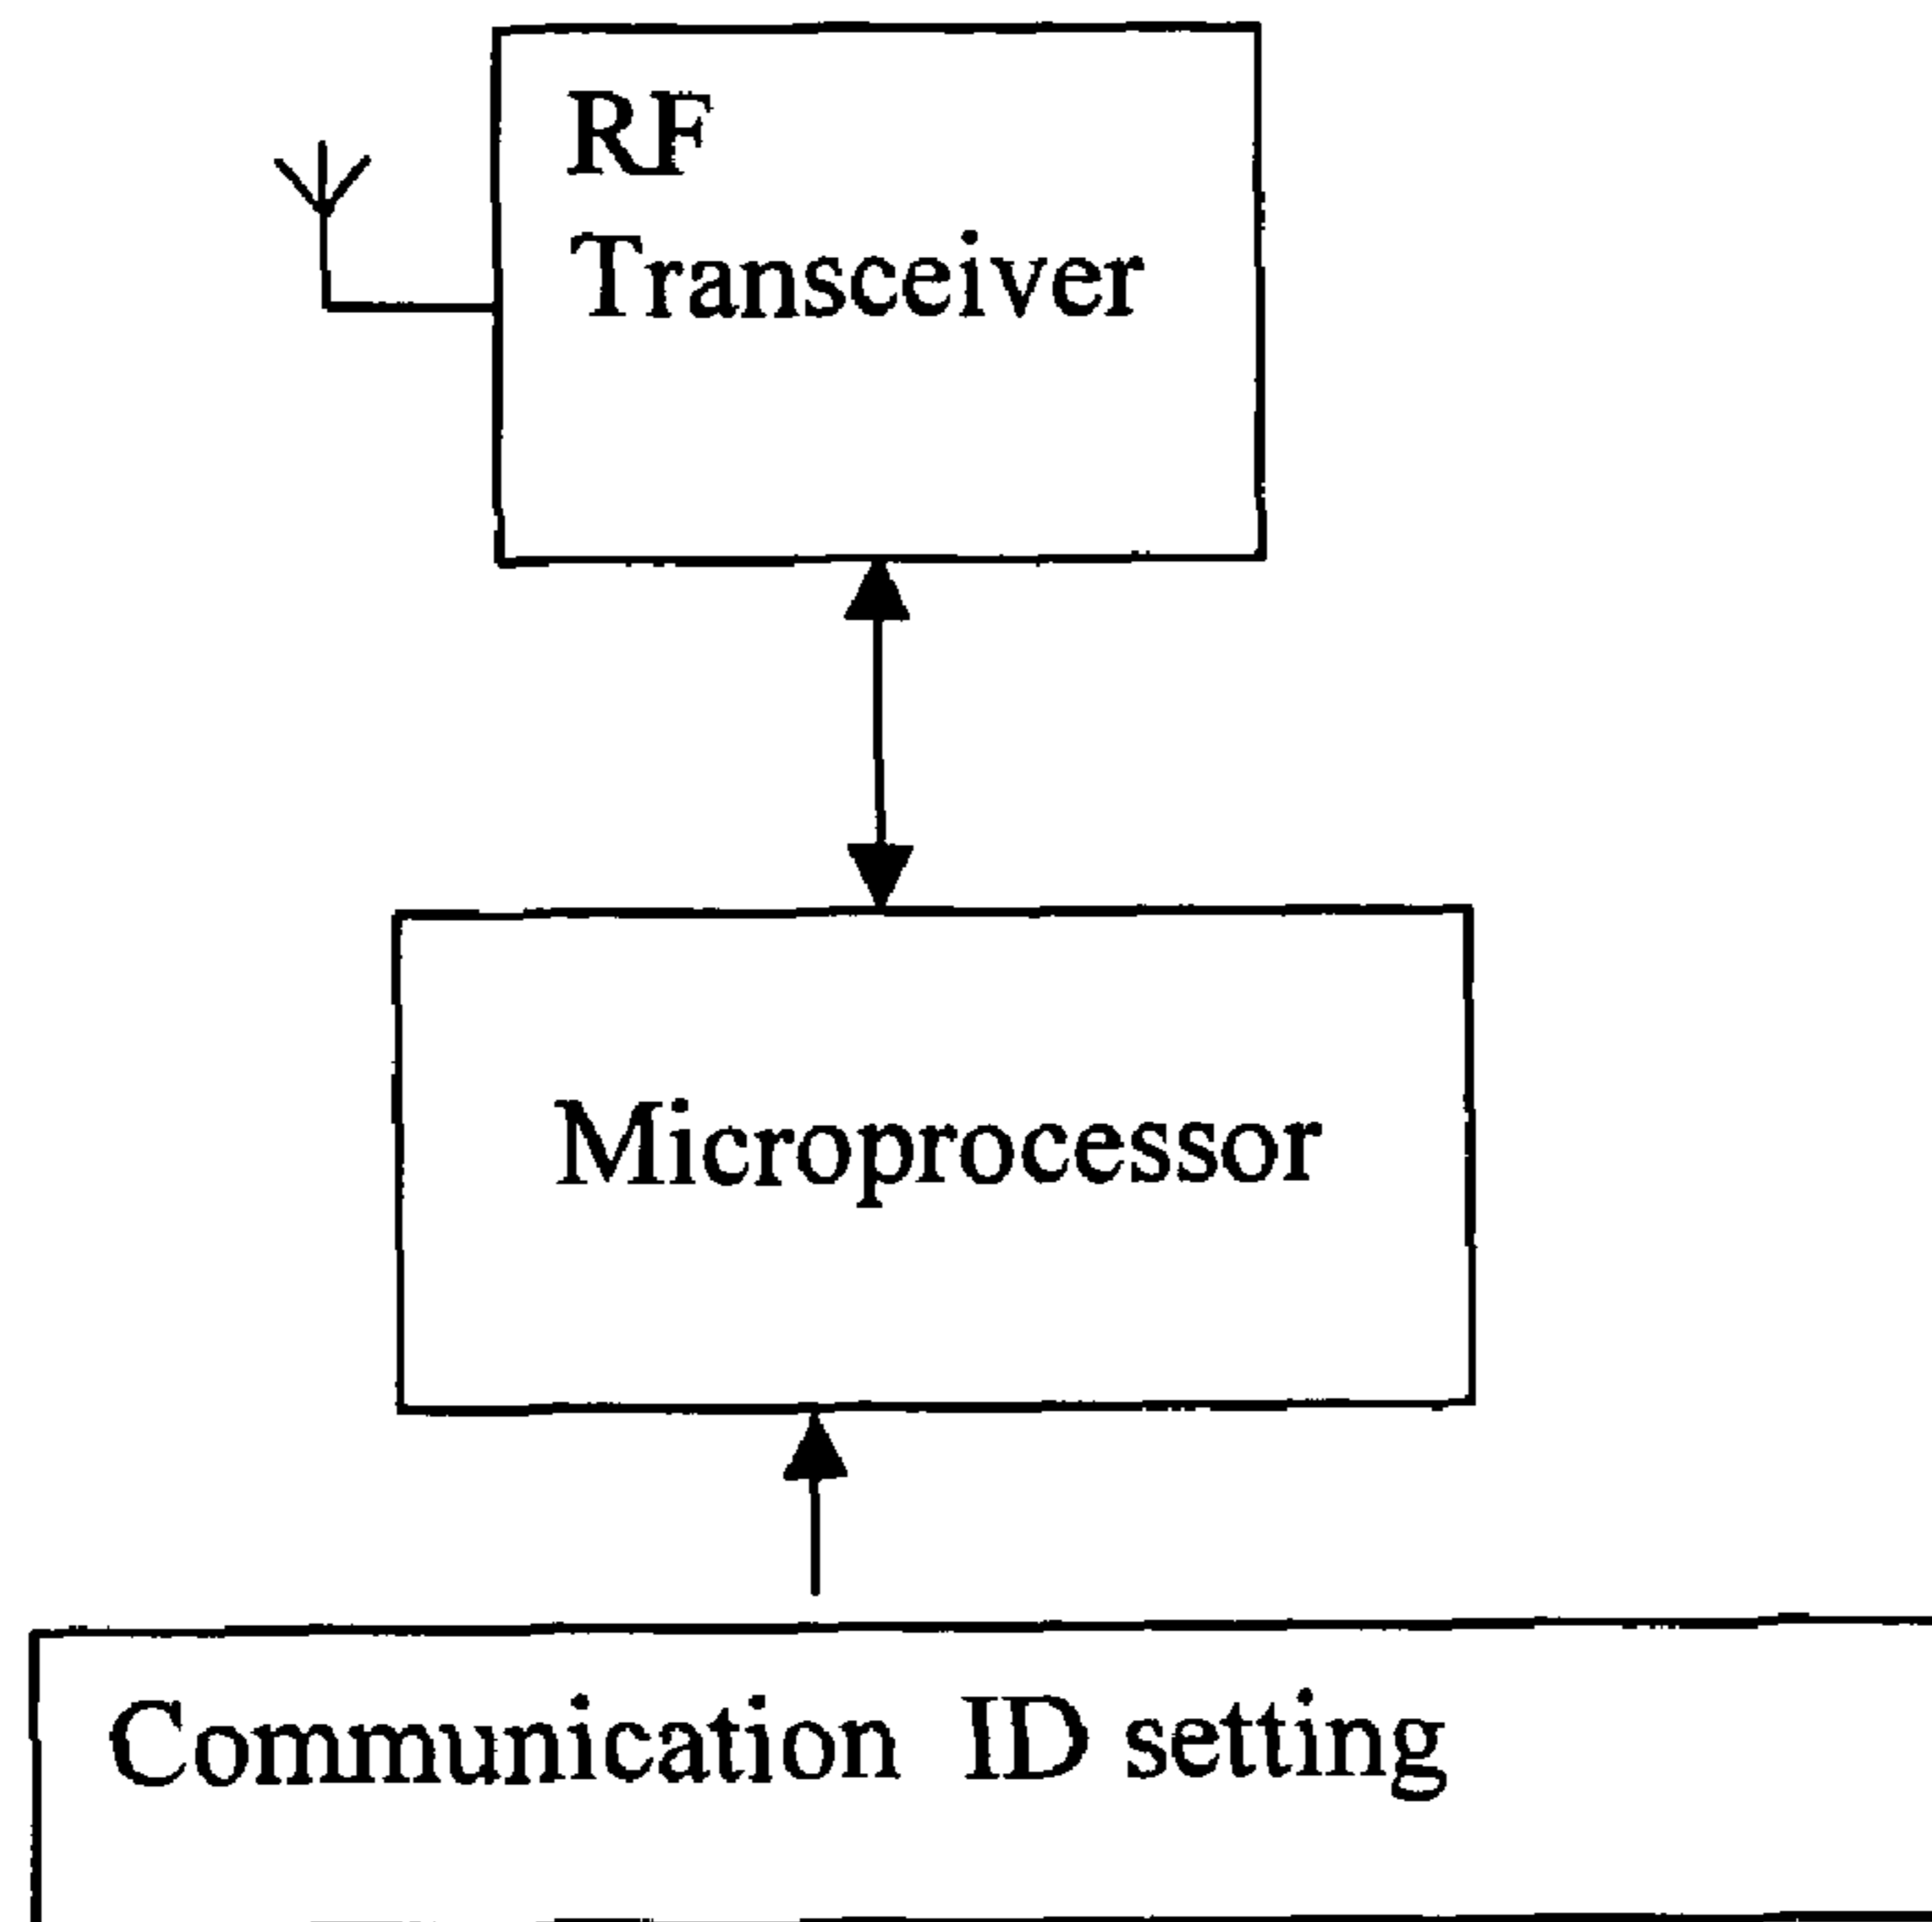 RF
Transceiver
Microprocessor
Communication ID setting